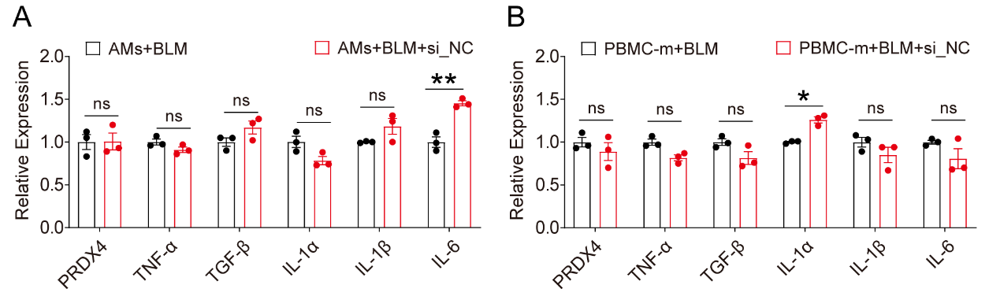 A
AMs+BLM
AMs+BLM+si_NC
Relative Expression
2.0
1.5
1.0
0.5
0.0
ns
ns
ns
ns
ns
**
PRDX4
TNF-α
TGF-β
IL-1α
IL-1β
IL-6
B
PBMC-m+BLM
PBMC-m+BLM+si_NC
Relative Expression
2.0
1.5
1.0
0.5
0.0
ns
ns
ns
*
ns
ns
PRDX4
TNF-α
TGF-β
IL-1α
IL-1β
IL-6